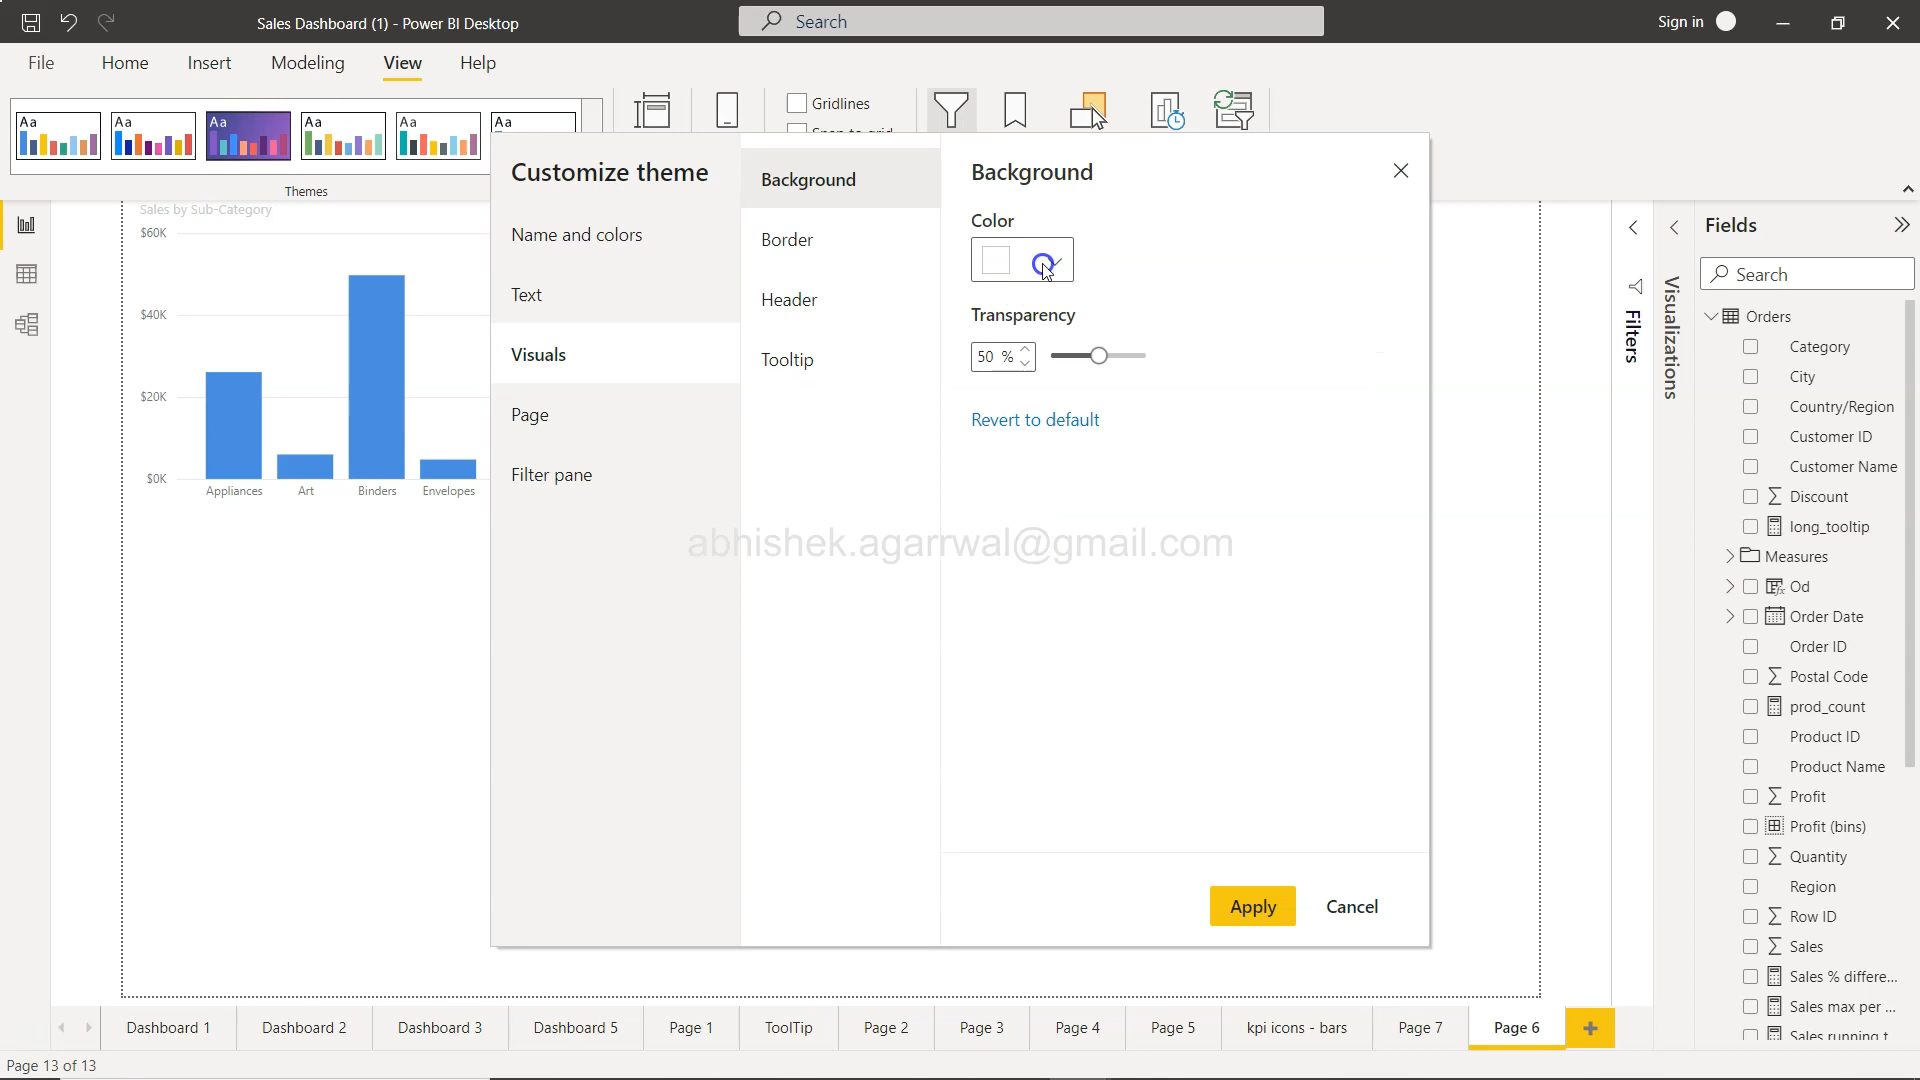 Sales Dashboard (1) - Power BI Desktop
Search
Sign in
File
Home
Insert
Modeling
View
Help
Aa
Aa
Aa
Aa
Aa
Aa
Gridlines
Snap to grid
Themes
Customize theme
Name and colors
Text
Visuals
Page
Filter pane
Background
Border
Header
Tooltip
Background
Color
Transparency
50 %
Revert to default
Apply
Cancel
Sales by Sub-Category
$60K
$40K
$20K
$0K
Appliances
Art
Binders
Envelopes
abhishek.agarrwal@gmail.com
Filters
Visualizations
Fields
Search
Orders
Category
City
Country/Region
Customer ID
Customer Name
Discount
long_tooltip
Measures
Od
Order Date
Order ID
Postal Code
prod_count
Product ID
Product Name
Profit
Profit (bins)
Quantity
Region
Row ID
Sales
Sales % differe...
Sales max per ...
Sales running t
Dashboard 1
Dashboard 2
Dashboard 3
Dashboard 5
Page 1
ToolTip
Page 2
Page 3
Page 4
Page 5
kpi icons - bars
Page 7
Page 6
Page 13 of 13